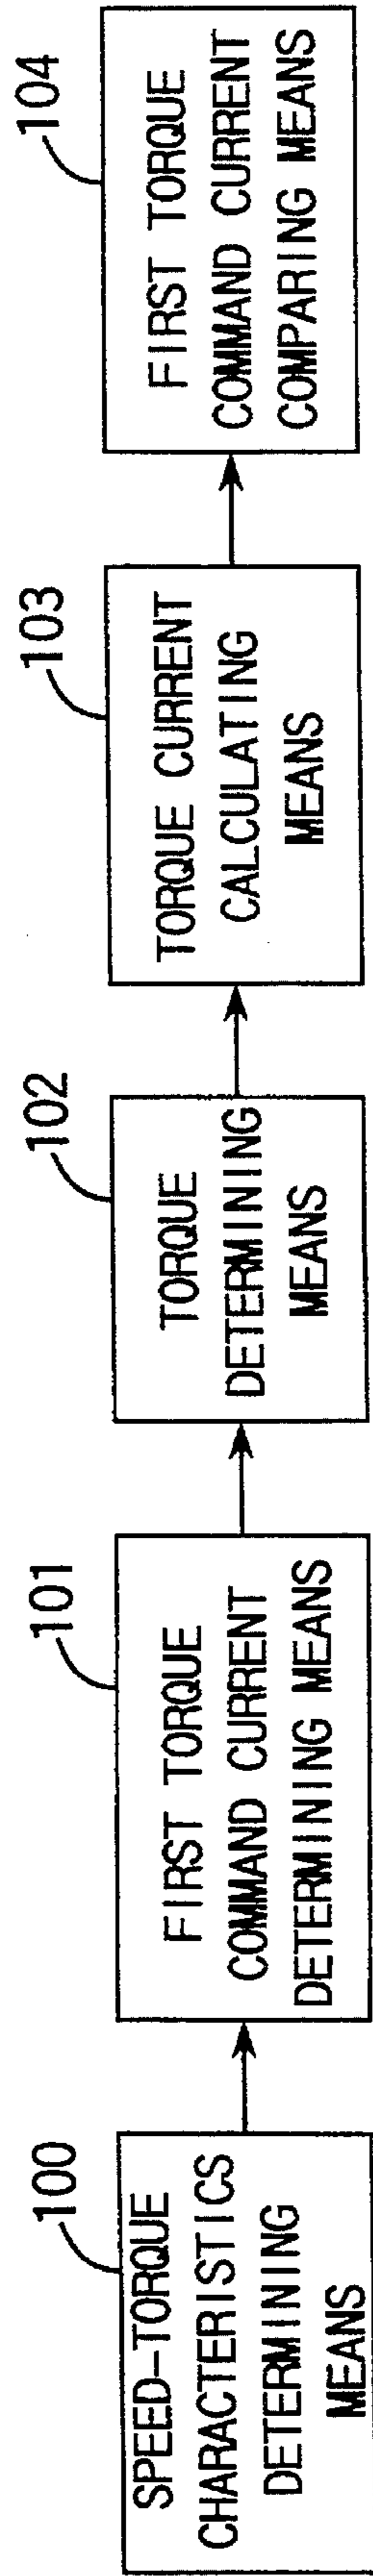 100
SPEED-TORQUE
CHARACTERISTICS
DETERMINING
MEANS
101
FIRST TORQUE
COMMAND CURRENT
DETERMINING MEANS
102
TORQUE
DETERMINING
MEANS
103
TORQUE CURRENT
CALCULATING
MEANS
104
FIRST TORQUE
COMMAND CURRENT
COMPARING MEANS